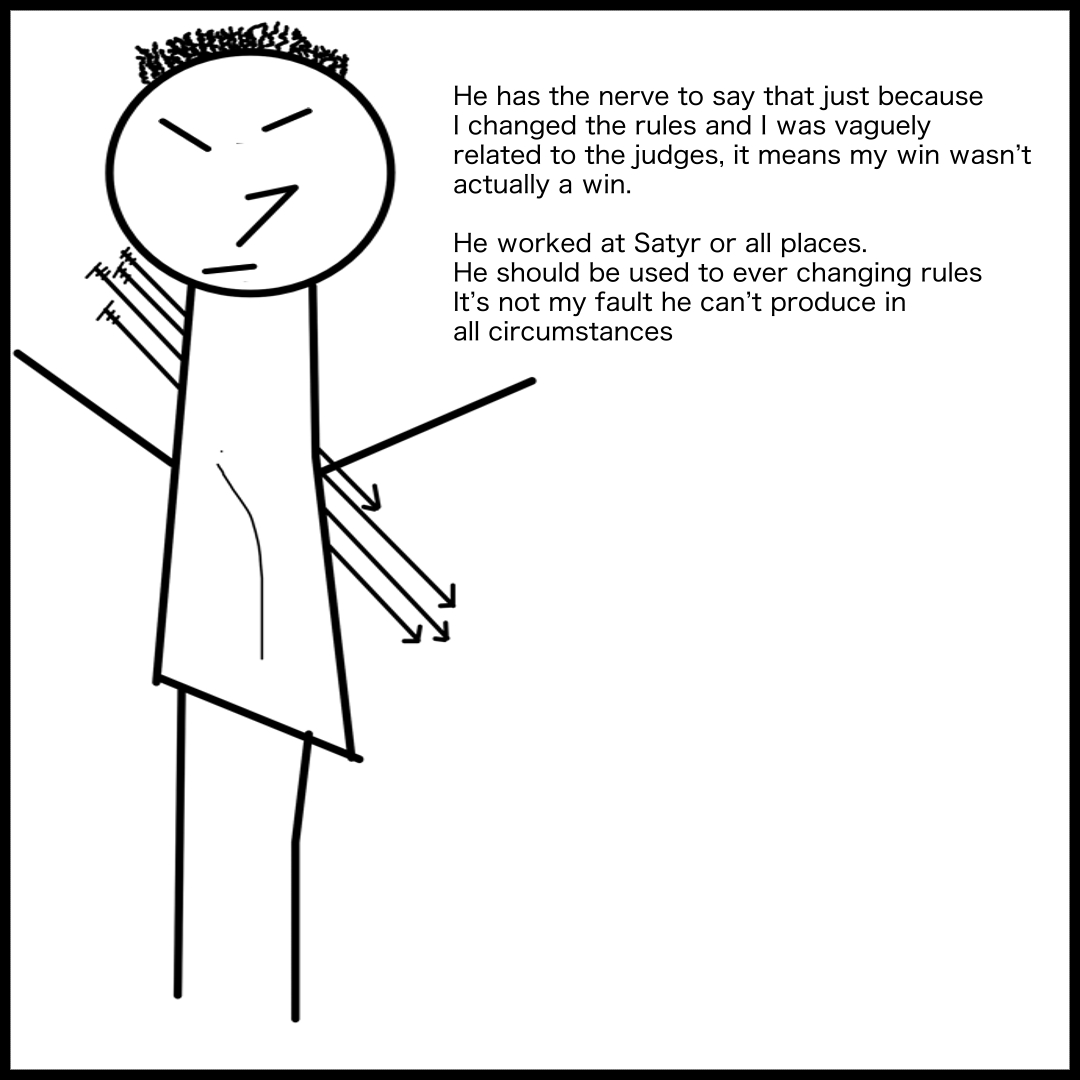 He has the nerve to say that just because
I changed the rules and I was vaguely
related to the judges, it means my win wasn’t
actually a win.
He worked at Satyr or all places.
He should be used to ever changing rules
It’s not my fault he can’t produce in
all circumstances